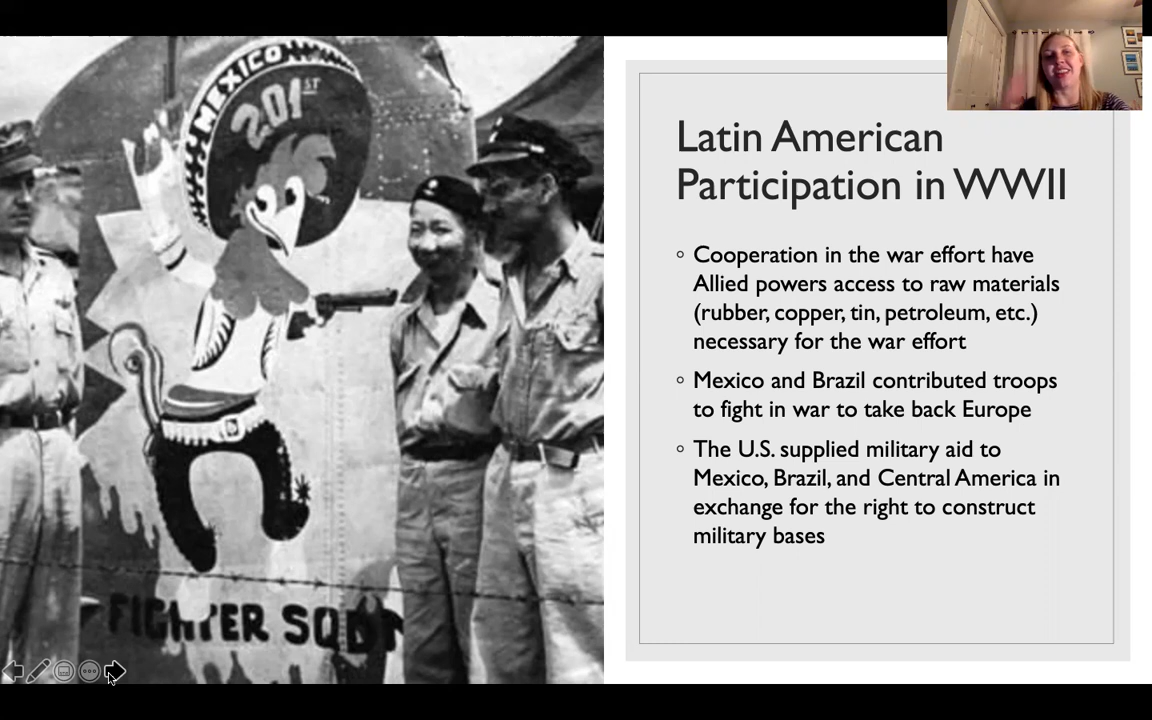 MEXICO
201ST
FIGHTER SQDN
Latin American
Participation in WWII
Cooperation in the war effort have
Allied powers access to raw materials
(rubber, copper, tin, petroleum, etc.)
necessary for the war effort
Mexico and Brazil contributed troops
to fight in war to take back Europe
The U.S. supplied military aid to
Mexico, Brazil, and Central America in
exchange for the right to construct
military bases